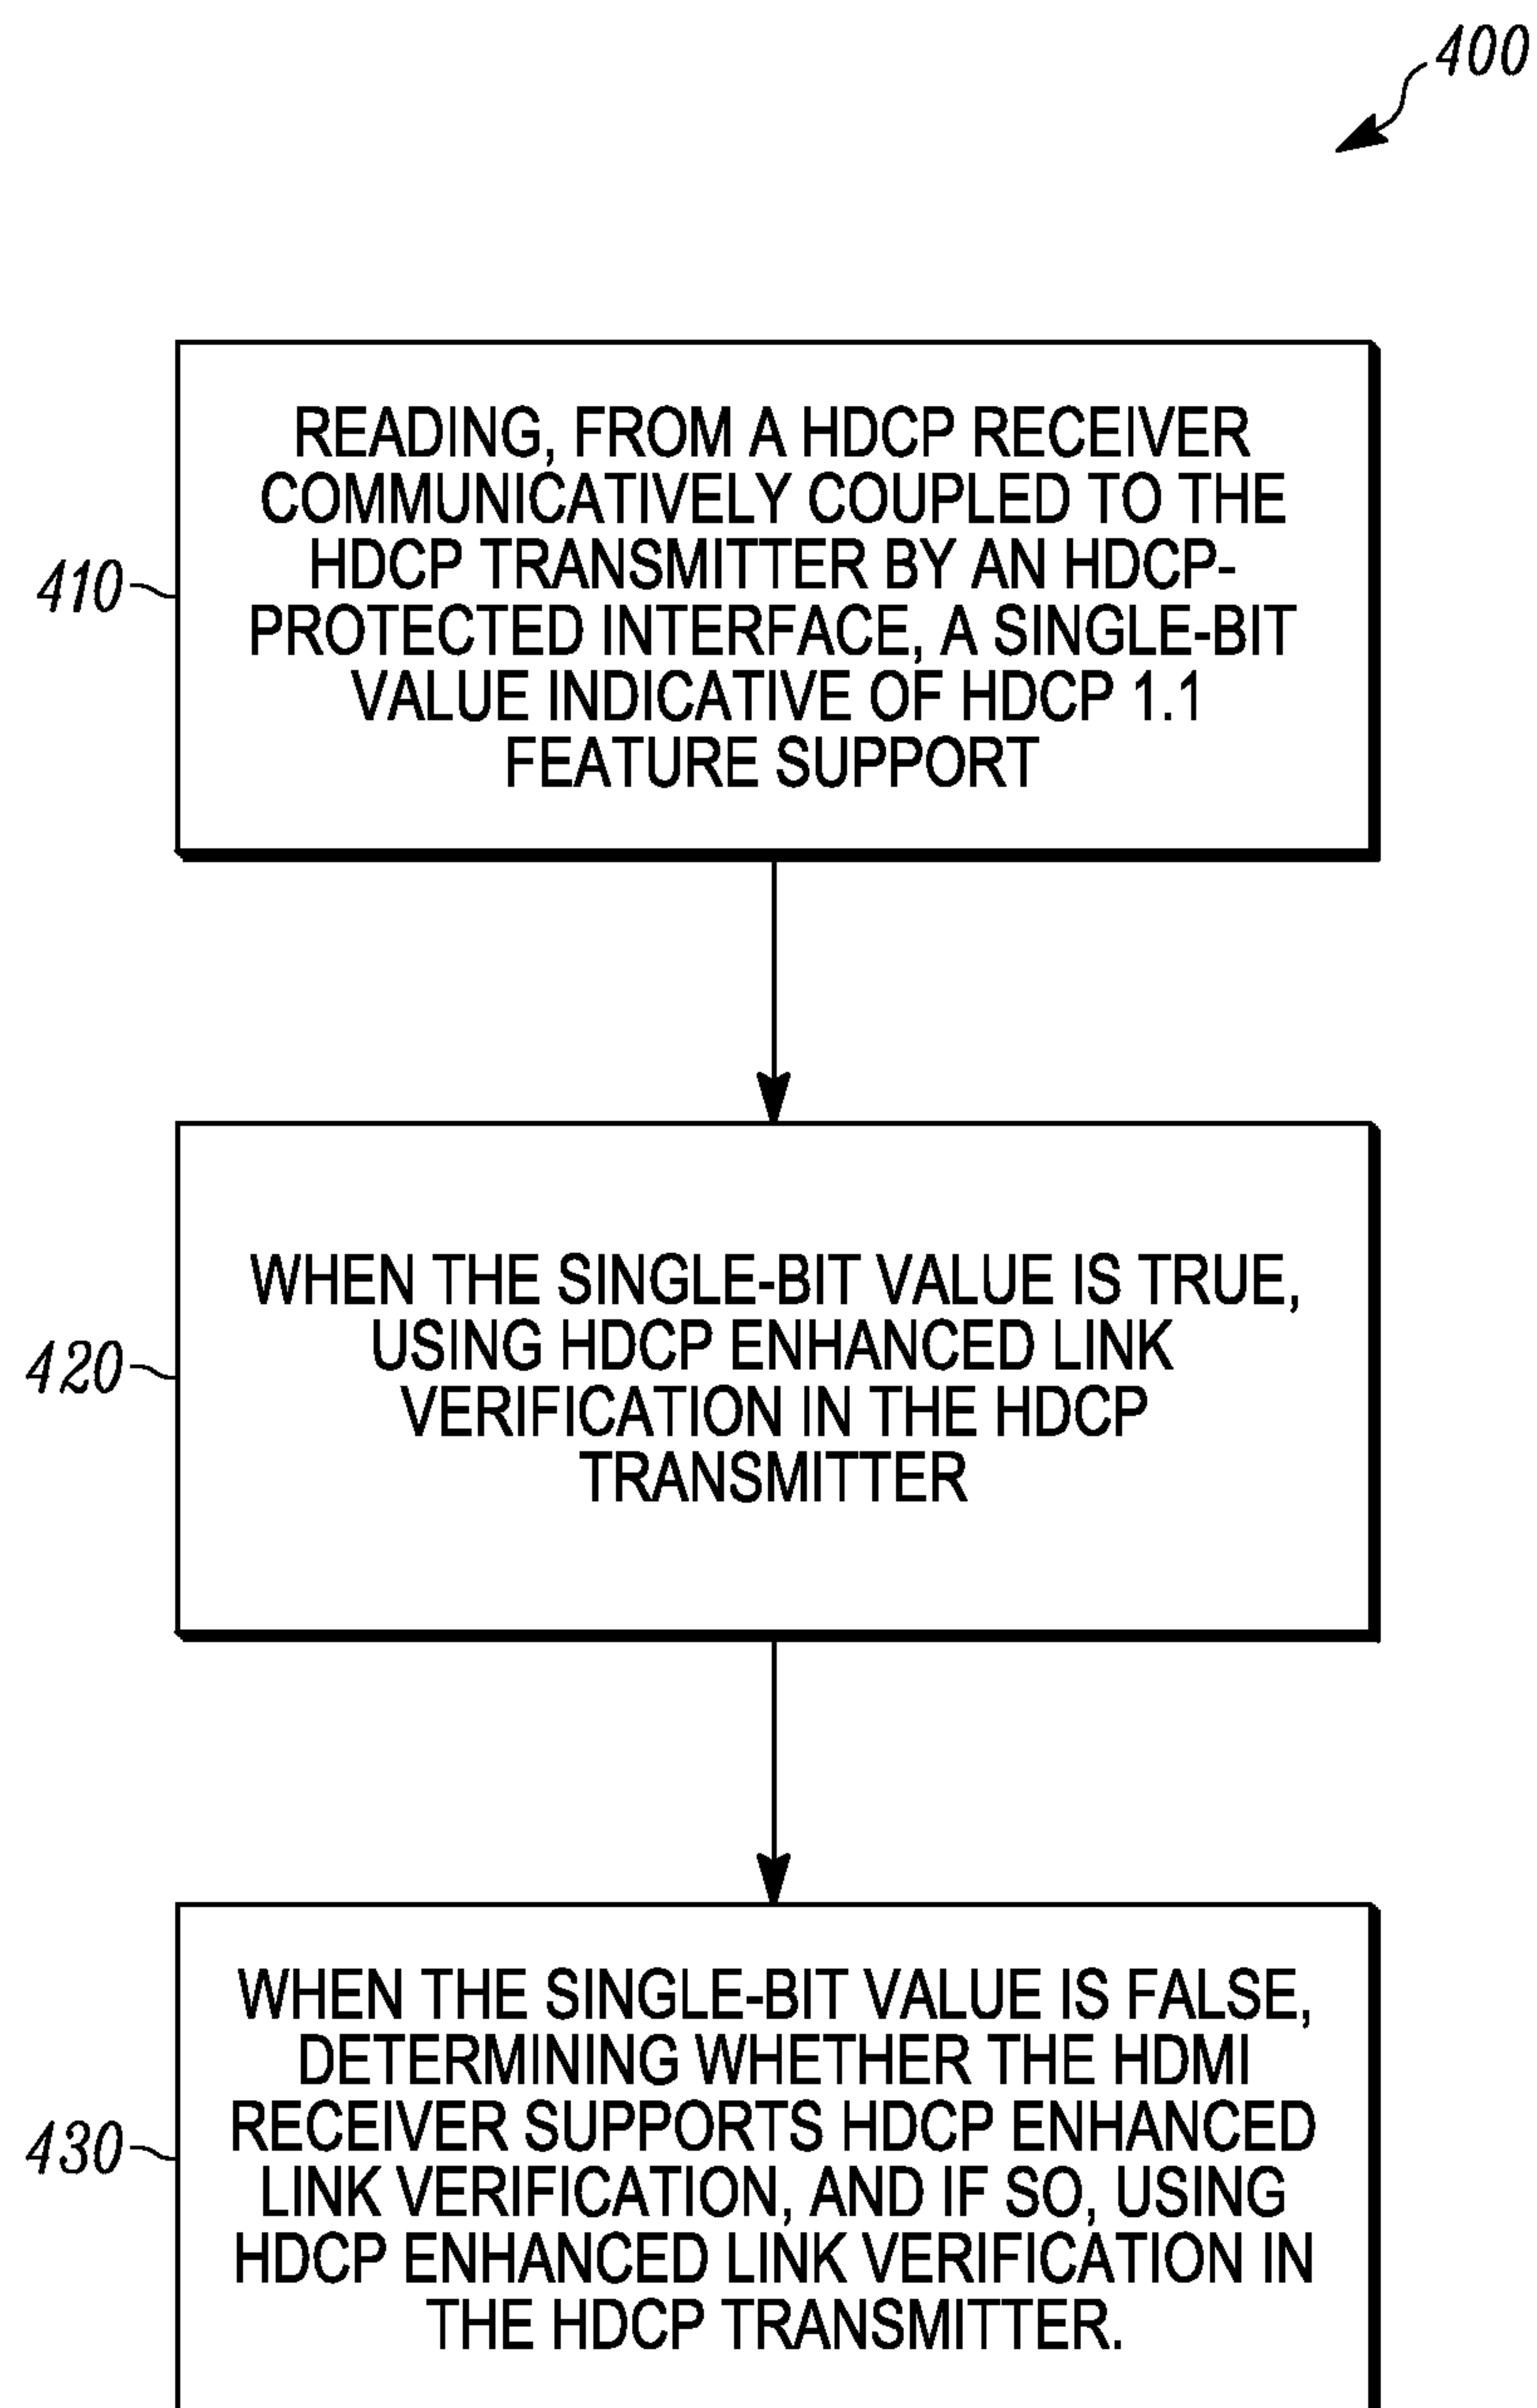 400
READING, FROM A HDCP RECEIVER
COMMUNICATIVELY COUPLED TO THE
HDCP TRANSMITTER BY AN HDCP-
PROTECTED INTERFACE, A SINGLE-BIT
VALUE INDICATIVE OF HDCP 1.1
FEATURE SUPPORT
410
WHEN THE SINGLE-BIT VALUE IS TRUE,
USING HDCP ENHANCED LINK
VERIFICATION IN THE HDCP
TRANSMITTER
420
WHEN THE SINGLE-BIT VALUE IS FALSE,
DETERMINING WHETHER THE HDMI
RECEIVER SUPPORTS HDCP ENHANCED
LINK VERIFICATION, AND IF SO, USING
HDCP ENHANCED LINK VERIFICATION IN
THE HDCP TRANSMITTER.
430